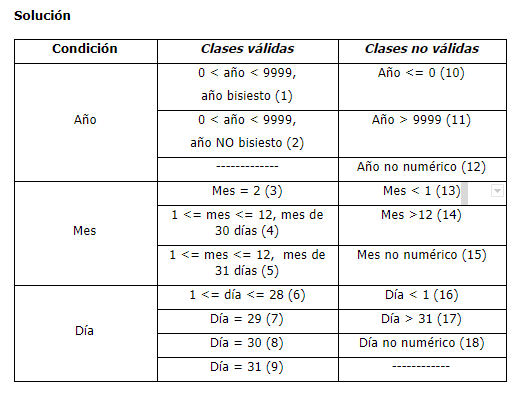 Solución
Condición Clases válidas Clases no válidas
Año
0 < año < 9999,
año bisiesto (1)
Año <= 0 (10)
0 < año < 9999,
año NO bisiesto (2)
Año > 9999 (11)
------------- Año no numérico (12)
Mes
Mes = 2 (3) Mes < 1 (13)
1 <= mes <= 12, mes de
30 días (4)
Mes >12 (14)
1 <= mes <= 12,  mes de
31 días (5)
Mes no numérico (15)
Día
1 <= día <= 28 (6) Día < 1 (16)
Día = 29 (7) Día > 31 (17)
Día = 30 (8) Día no numérico (18)
Día = 31 (9) ------------